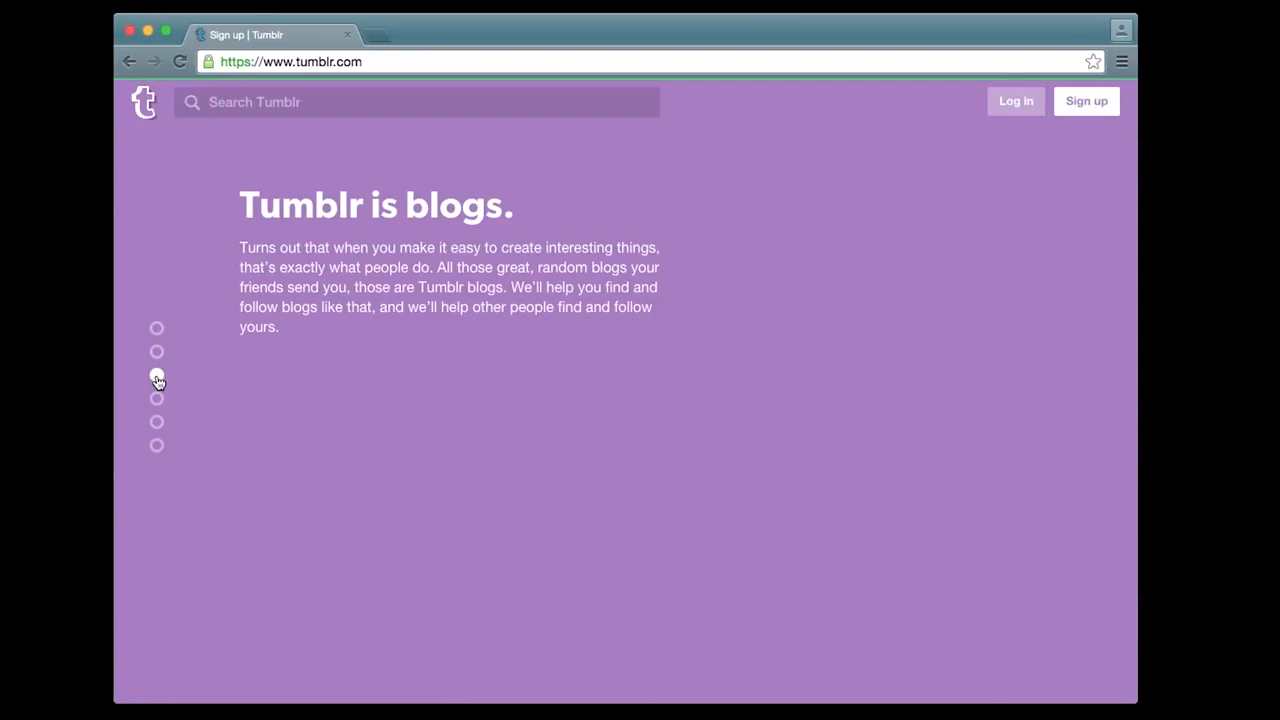 Sign up | Tumblr
https://www.tumblr.com
t
Search Tumblr
Log in
Sign up
Tumblr is blogs.
Turns out that when you make it easy to create interesting things,
that’s exactly what people do. All those great, random blogs your
friends send you, those are Tumblr blogs. We’ll help you find and
follow blogs like that, and we’ll help other people find and follow
yours.